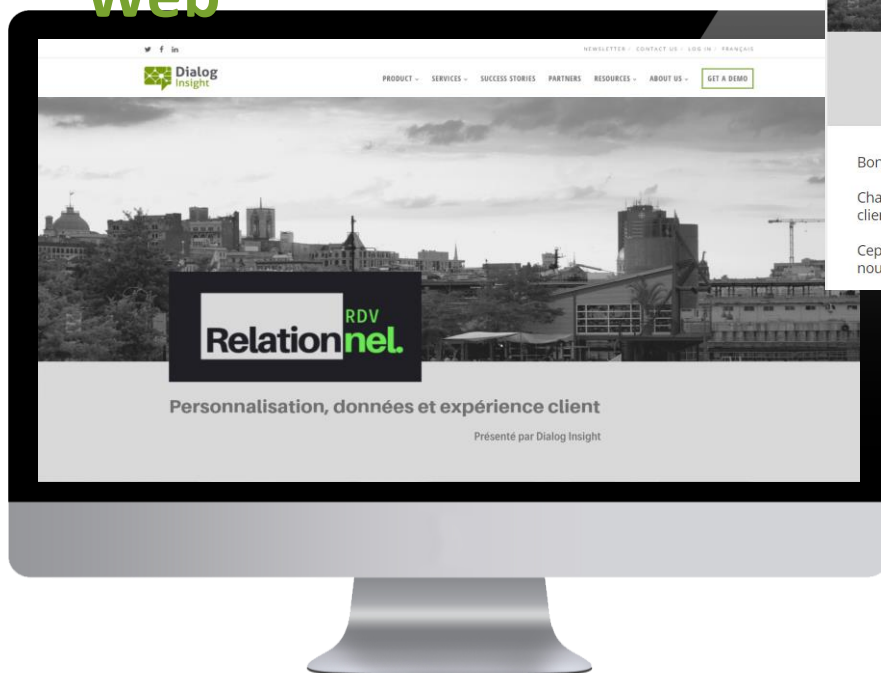 Web
NEWSLETTER / CONTACT US / LOG IN / FRANÇAIS
Dialog
Insight
PRODUCT SERVICES SUCCESS STORIES PARTNERS RESOURCES ABOUT US GET A DEMO
RDV
Relationnel.
Personnalisation, données et expérience client
Présenté par Dialog Insight
Bon
Cha
clien
Cep
nou